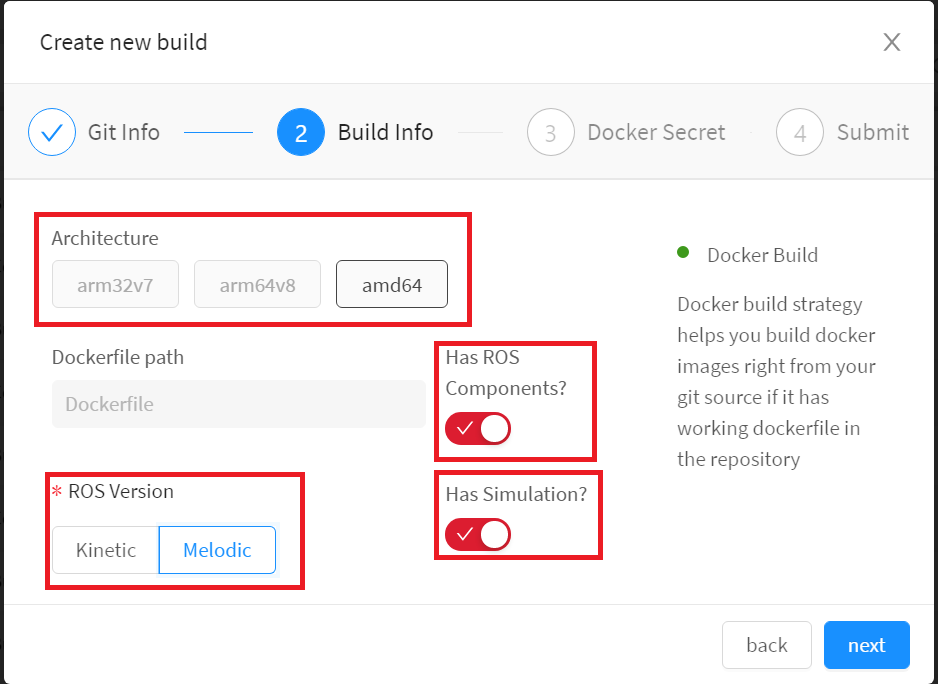 Create new build
Git Info
2 Build Info
3 Docker Secret
4 Submit
Architecture
arm32v7 arm64v8 amd64
Dockerfile path
Dockerfile
Has ROS
Components?
* ROS Version
Kinetic Melodic
Has Simulation?
Docker Build
Docker build strategy
helps you build docker
images right from your
git source if it has
working dockerfile in
the repository
back next